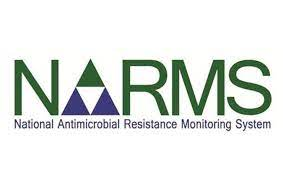 NARMS
National Antimicrobial Resistance Monitoring System